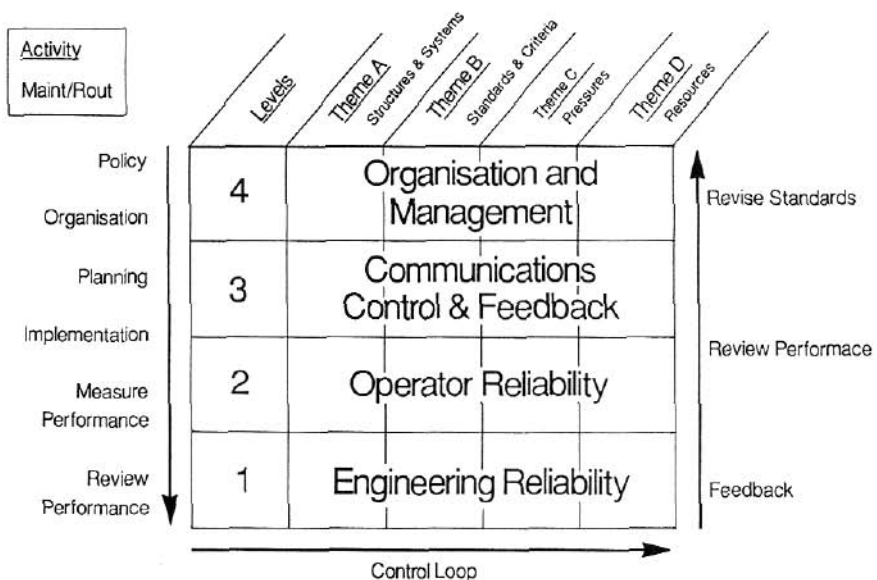 Activity
Maint/Rout
Levels
Theme A
Structures & Systems
Theme B
Standards & Criteria
Theme C
Pressures
Theme D
Resources
Policy
Organisation
Planning
Implementation
Measure
Performance
Review
Performance
4
Organisation and
Management
3
Communications
Control & Feedback
2
Operator Reliability
1
Engineering Reliability
Revise Standards
Review Performace
Feedback
Control Loop